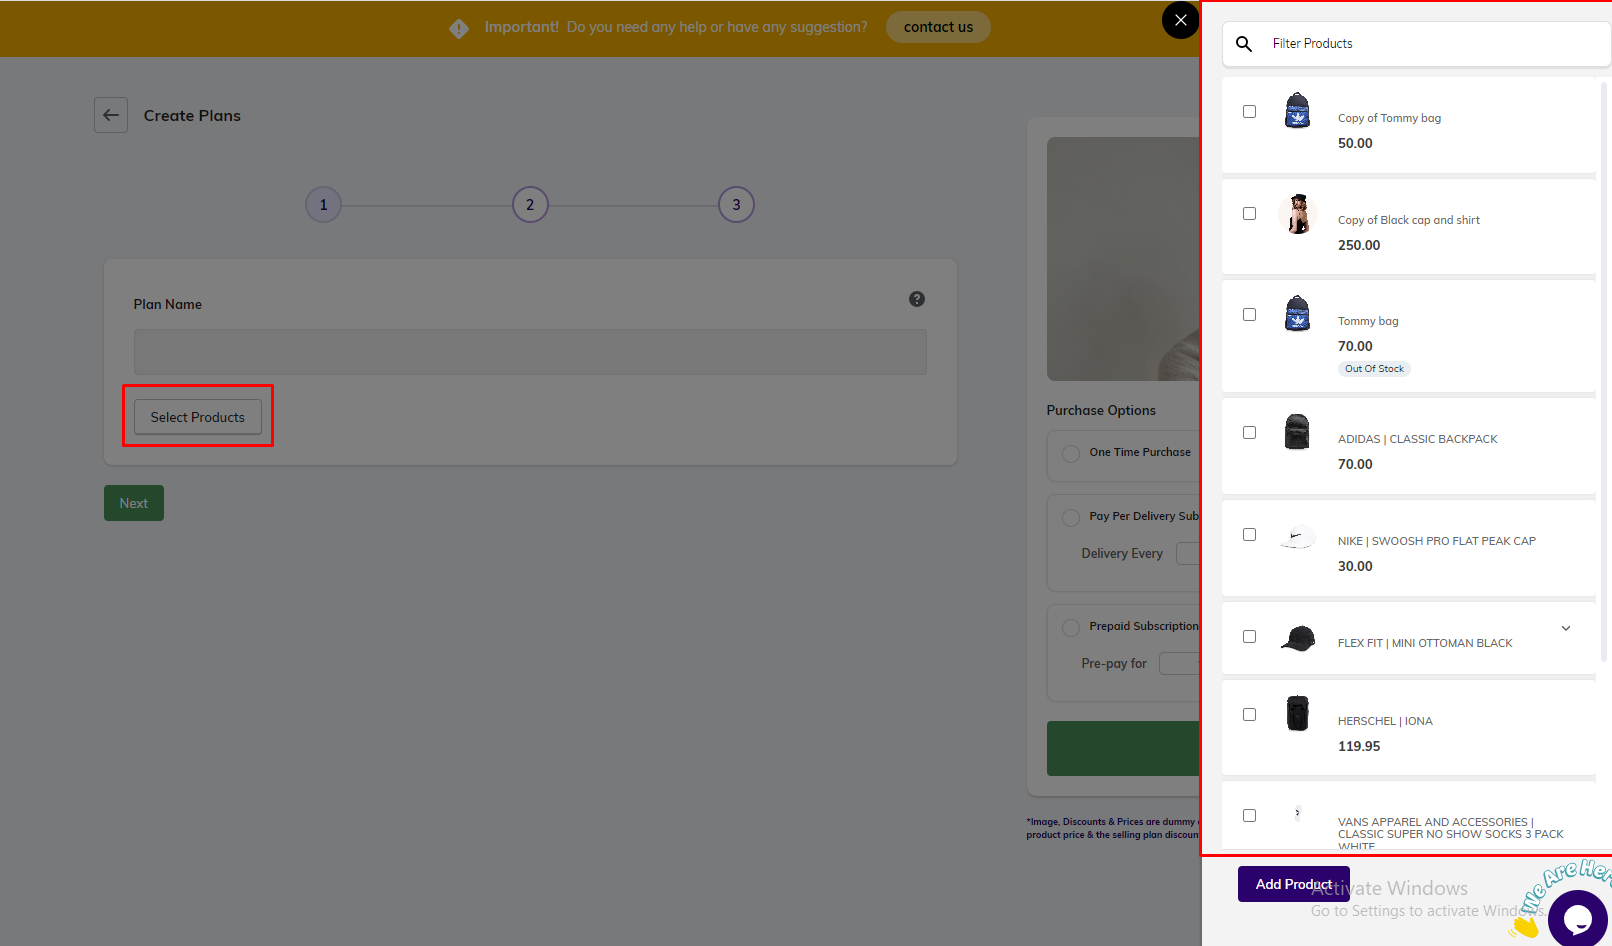 Important! Do you need any help or have any suggestion?
contact us
Create Plans
1
2
3
Plan Name
Select Products
Next
Purchase Options
One Time Purchase
Pay Per Delivery Sub
Delivery Every
Prepaid Subscription
Pre-pay for
*Image, Discounts & Prices are dummy
product price & the selling plan discoun
Filter Products
Copy of Tommy bag
50.00
Copy of Black cap and shirt
250.00
Tommy bag
70.00
Out Of Stock
ADIDAS | CLASSIC BACKPACK
70.00
NIKE | SWOOSH PRO FLAT PEAK CAP
30.00
FLEX FIT | MINI OTTOMAN BLACK
HERSCHEL | IONA
119.95
VANS APPAREL AND ACCESSORIES |
CLASSIC SUPER NO SHOW SOCKS 3 PACK
WHITE
Add Product
Activate Windows
Go to Settings to activate Windows.
We Are Here